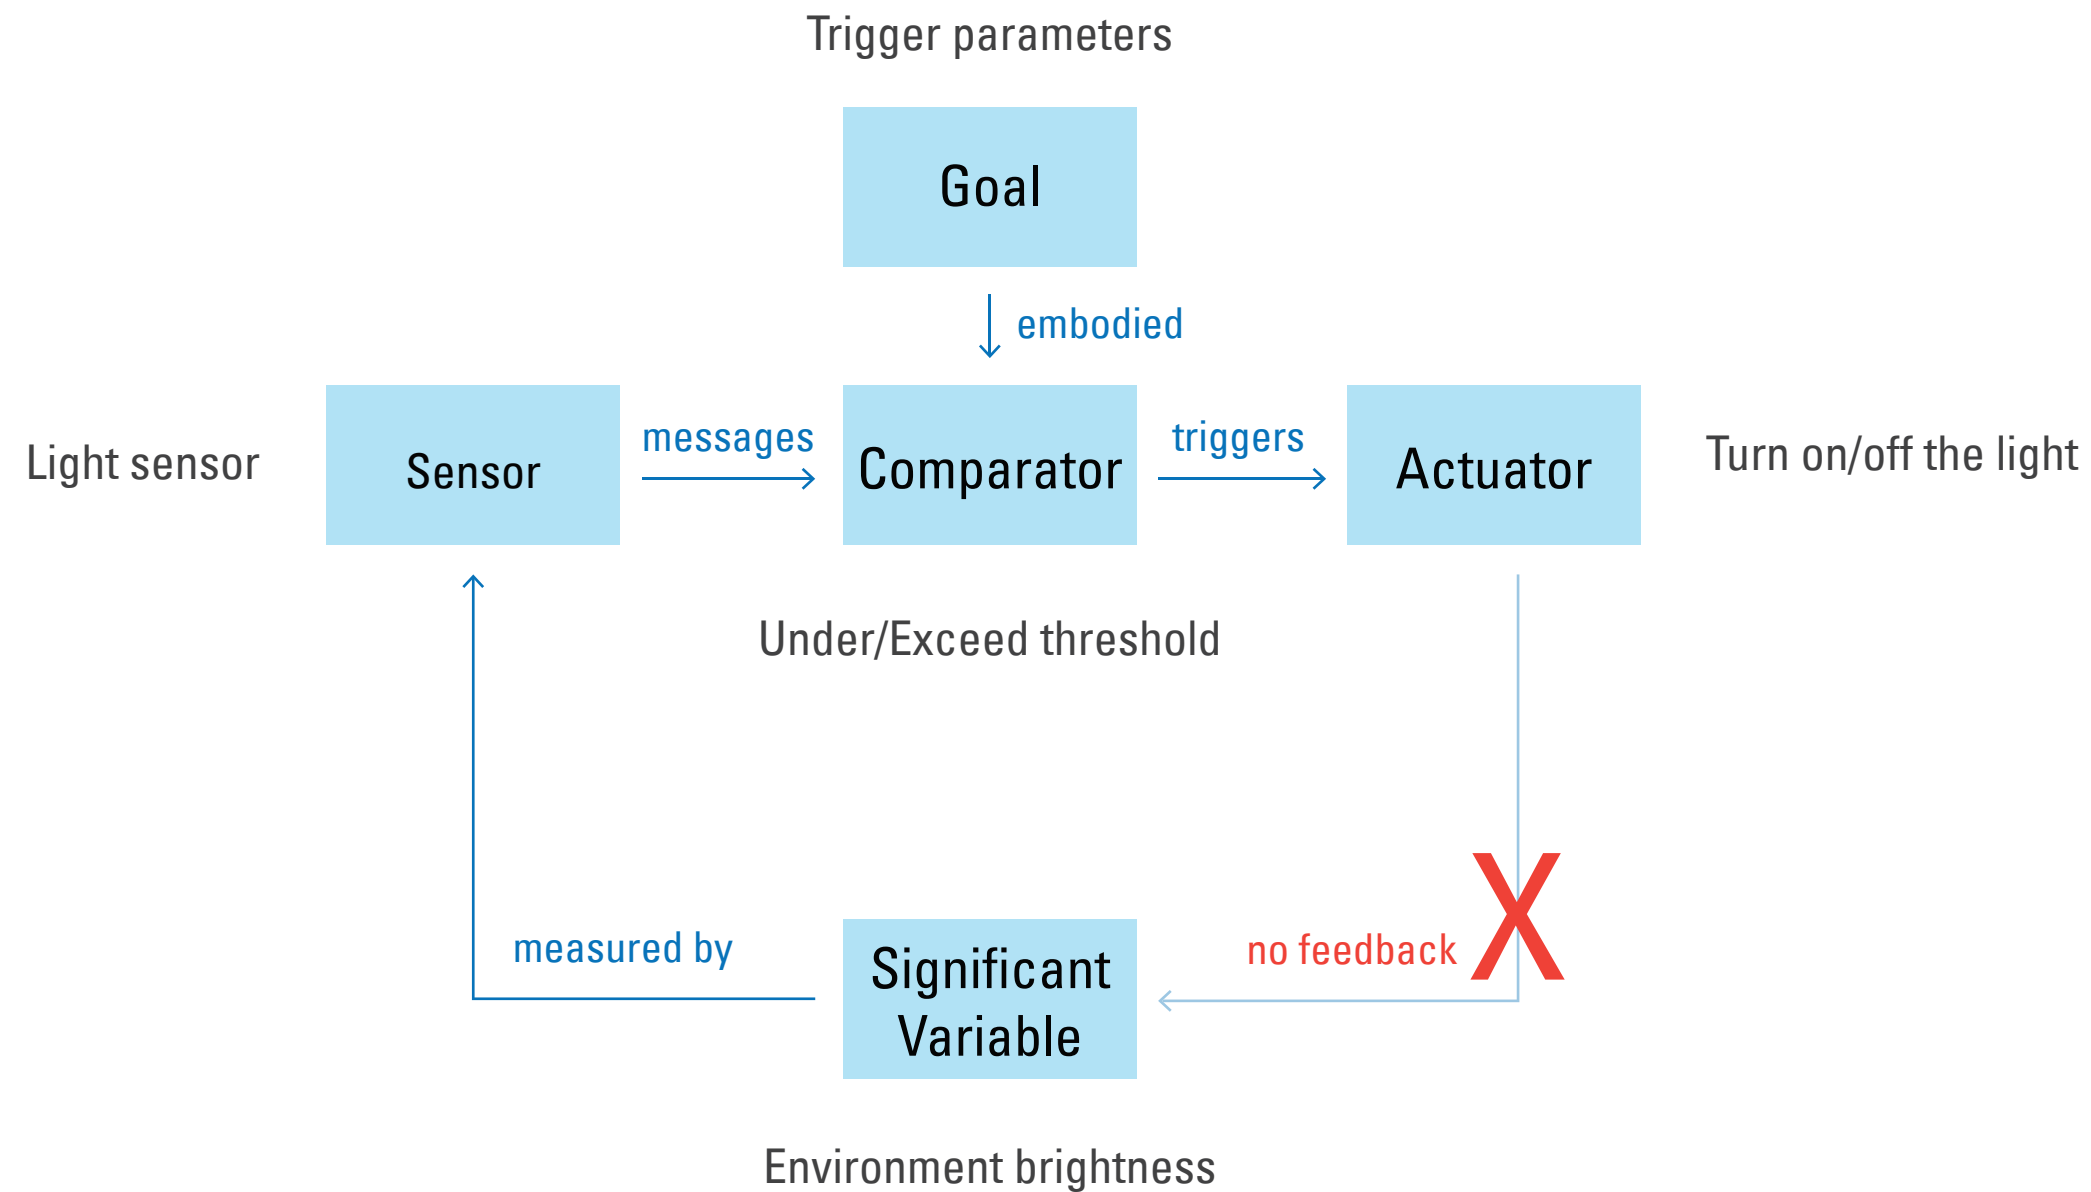 Trigger parameters
Goal
embodied
Light sensor
Sensor
messages
Comparator
triggers
Actuator
Turn on/off the light
Under/Exceed threshold
measured by
Significant
Variable
no feedback
X
Environment brightness